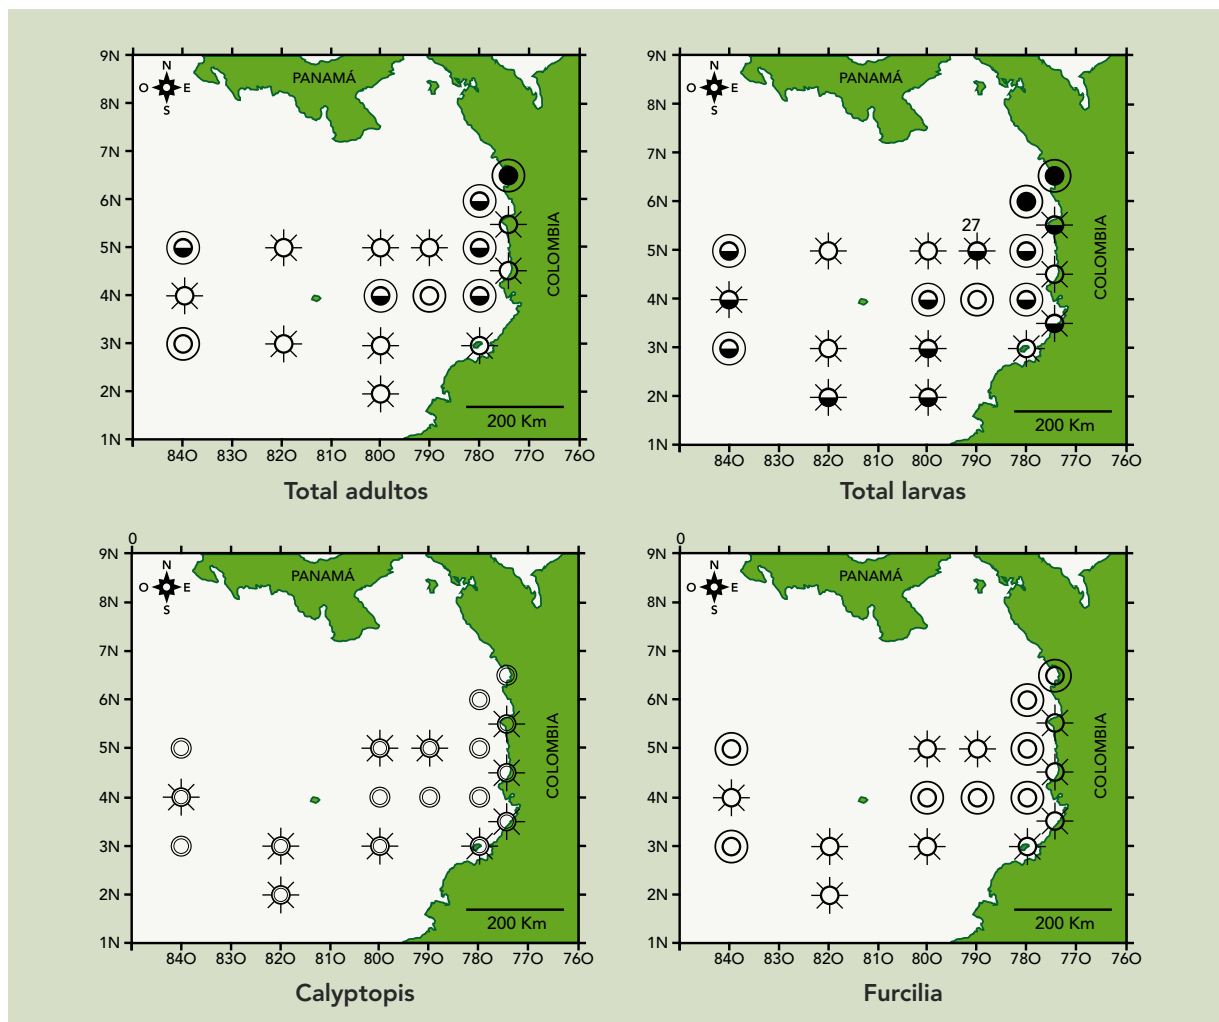 9N
N
O E
S
PANAMÁ
8N
7N
6N
5N
4N
3N
2N
1N
COLOMBIA
200 Km
84O 83O 82O 81O 80O 79O 78O 77O 76O
Total adultos
9N
N
O E
S
PANAMÁ
8N
7N
6N
27
5N
4N
3N
2N
1N
COLOMBIA
200 Km
84O 83O 82O 81O 80O 79O 78O 77O 76O
Total larvas
0
9N
N
O E
S
PANAMÁ
8N
7N
6N
5N
4N
3N
2N
1N
COLOMBIA
200 Km
84O 83O 82O 81O 80O 79O 78O 77O 76O
Calyptopis
0
9N
N
O E
S
PANAMÁ
8N
7N
6N
5N
4N
3N
2N
1N
COLOMBIA
200 Km
84O 83O 82O 81O 80O 79O 78O 77O 76O
Furcilia